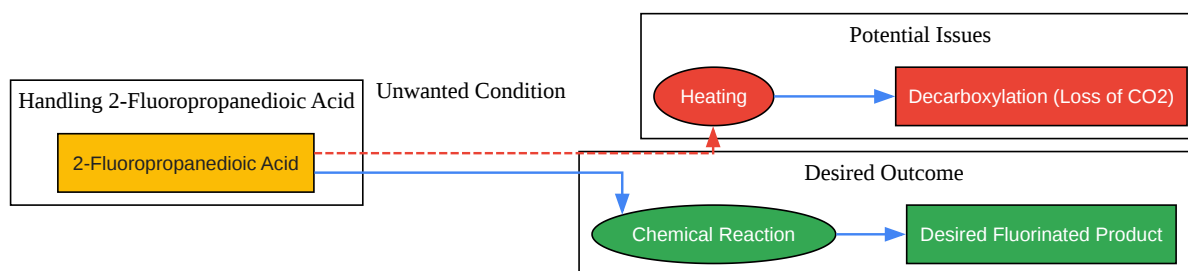 Potential Issues
Handling 2-Fluoropropanedioic Acid
Unwanted Condition
Heating
Decarboxylation (Loss of CO2)
2-Fluoropropanedioic Acid
Desired Outcome
Chemical Reaction
Desired Fluorinated Product